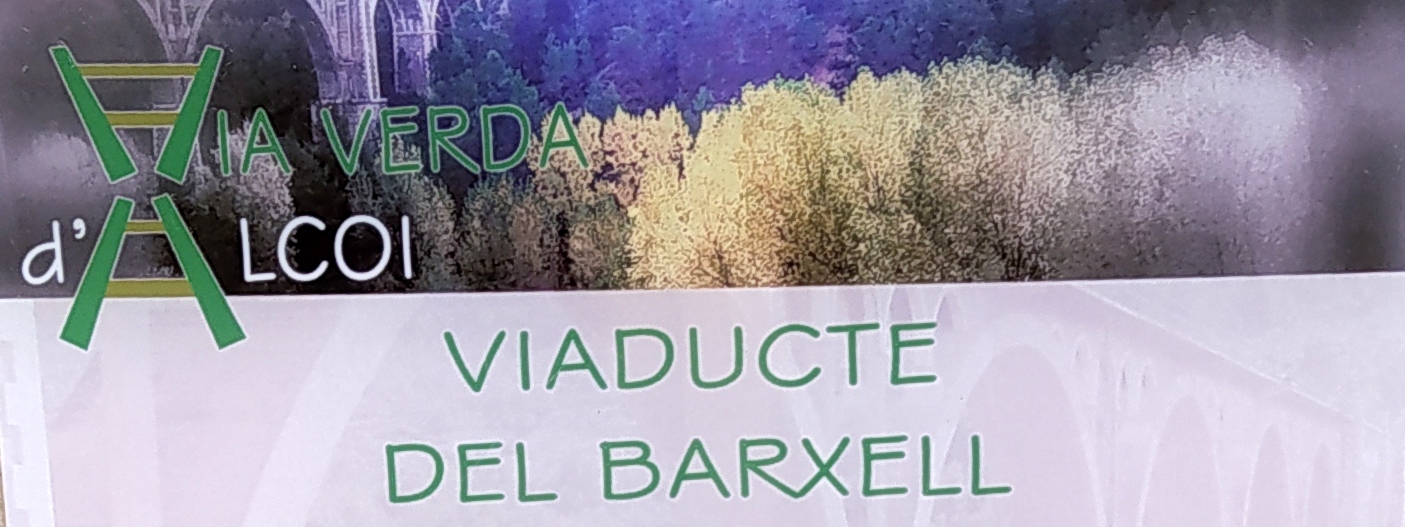 VIA VERDA
d'ALCOI
VIADUCTE
DEL BARXELL